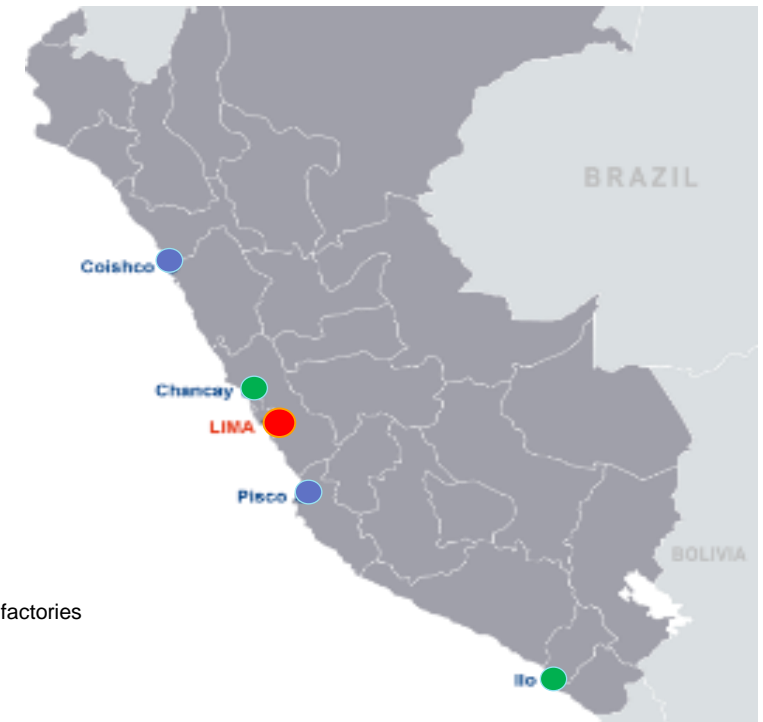 BRAZIL
Coishco
Chancay
LIMA
Pisco
BOLIVIA
factories
Ilo